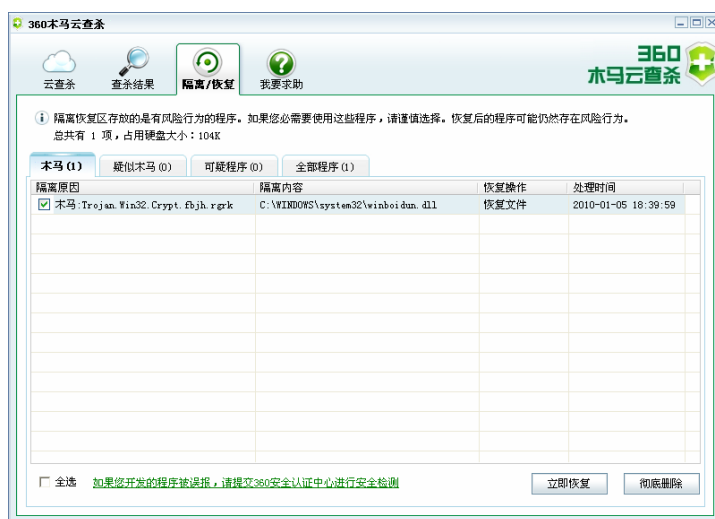 360木马云查杀
360
木马云查杀
云查杀
查杀结果
隔离/恢复
我要求助
隔离恢复区存放的是有风险行为的程序。如果您必需要使用这些程序，请谨慎选择。恢复后的程序可能仍然存在风险行为。
总共有 1 项，占用硬盘大小：104K
木马(1)
疑似木马(0)
可疑程序(0)
全部程序(1)
隔离原因
隔离内容
恢复操作
处理时间
木马:Trojan.Win32.Crypt.fbjh.rgrk
C:\WINDOWS\system32\winboidun.dll
恢复文件
2010-01-05 18:39:59
全选
如果您开发的程序被误报，请提交360安全认证中心进行安全检测
立即恢复
彻底删除